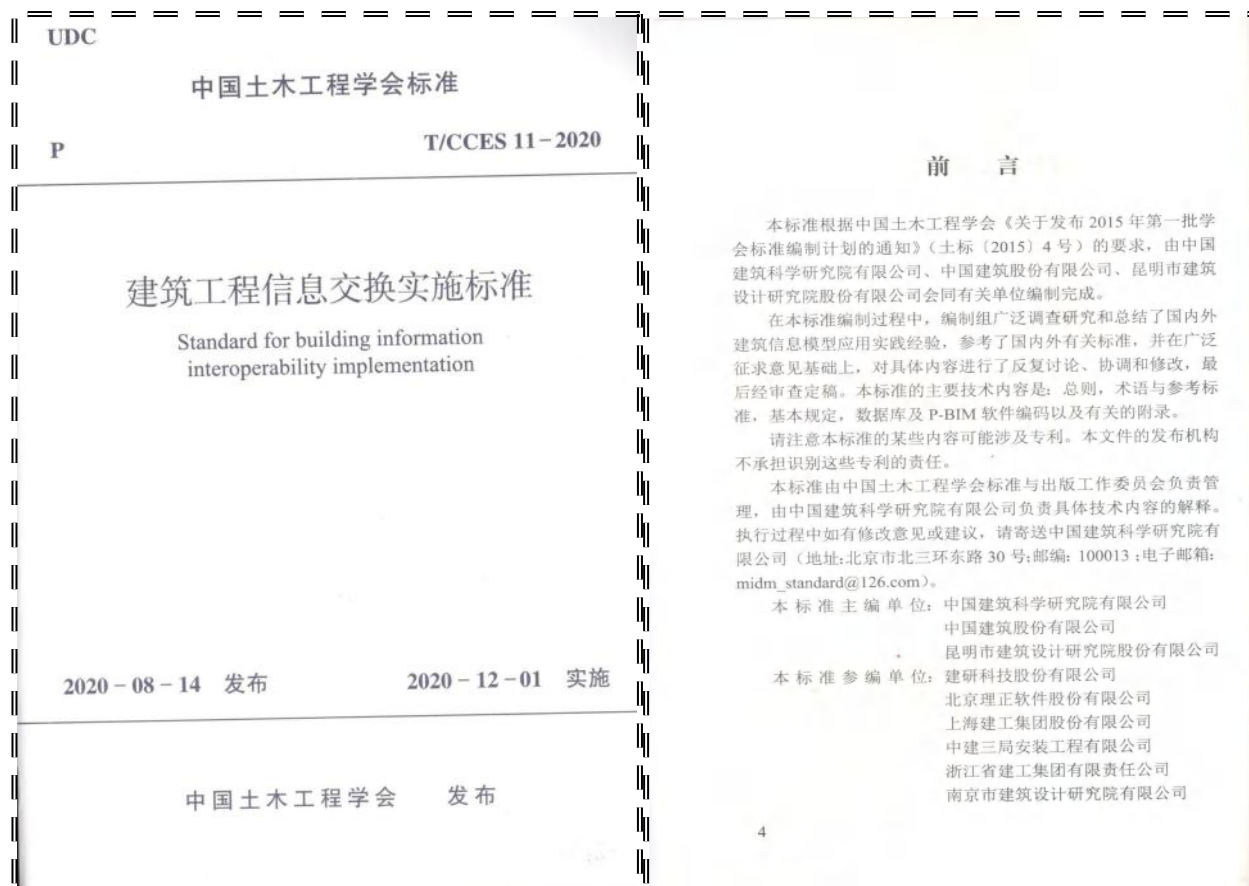 UDC
中国土木工程学会标准
P
T/CCES 11-2020
建筑工程信息交换实施标准
Standard for building information
interoperability implementation
2020-08-14 发布
2020-12-01 实施
中国土木工程学会 发布
前 言
本标准根据中国土木工程学会《关于发布 2015 年第一批学
会标准编制计划的通知》（土标〔2015〕4 号）的要求，由中国
建筑科学研究院有限公司、中国建筑股份有限公司、昆明市建筑
设计研究院股份有限公司会同有关单位编制完成。
在本标准编制过程中，编制组广泛调查研究和总结了国内外
建筑信息模型应用实践经验，参考了国内外有关标准，并在广泛
征求意见基础上，对具体内容进行了反复讨论、协调和修改，最
后经审查定稿。本标准的主要技术内容是：总则，术语与参考标
准，基本规定，数据库及 P-BIM 软件编码以及有关的附录。
请注意本标准的某些内容可能涉及专利。本文件的发布机构
不承担识别这些专利的责任。
本标准由中国土木工程学会标准与出版工作委员会负责管
理，由中国建筑科学研究院有限公司负责具体技术内容的解释。
执行过程中如有修改意见或建议，请寄送中国建筑科学研究院有
限公司（地址:北京市北三环东路 30 号;邮编: 100013 ;电子邮箱:
midm_standard@126.com）。
本标准主编单位：中国建筑科学研究院有限公司
中国建筑股份有限公司
昆明市建筑设计研究院股份有限公司
本标准参编单位：建研科技股份有限公司
北京理正软件股份有限公司
上海建工集团股份有限公司
中建三局安装工程有限公司
浙江省建工集团有限责任公司
南京市建筑设计研究院有限公司
4